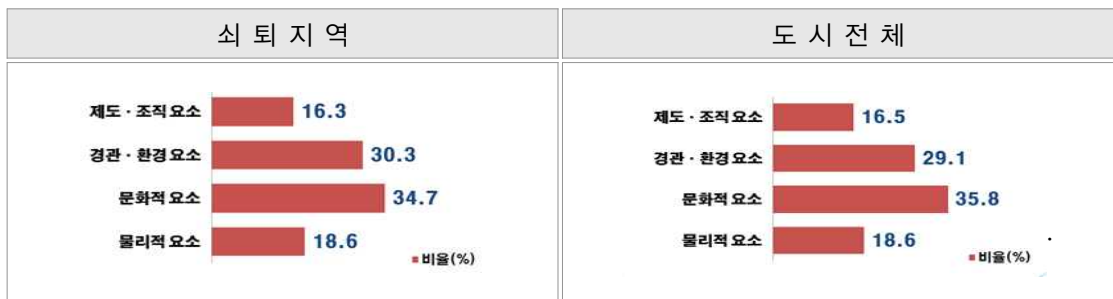 쇠 퇴 지 역
제도 · 조직 요소 16.3
경관 · 환경 요소 30.3
문화적 요소 34.7
물리적 요소 18.6
비율(%)
도 시 전 체
제도 · 조직 요소 16.5
경관 · 환경 요소 29.1
문화적 요소 35.8
물리적 요소 18.6
비율(%)